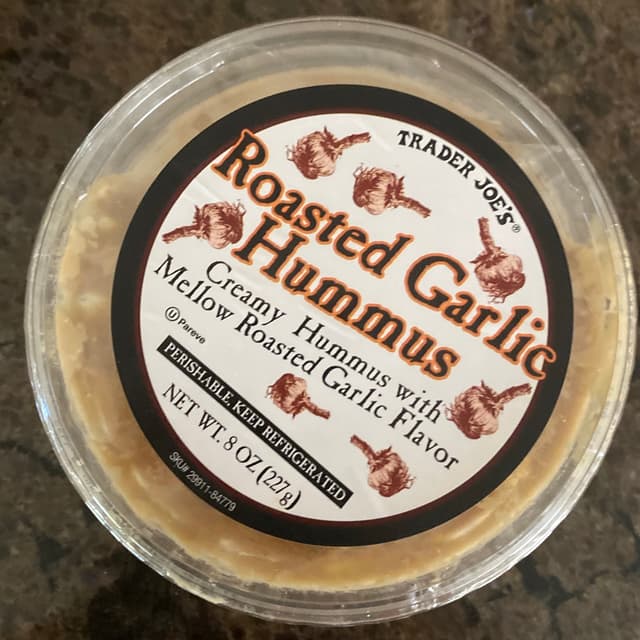 TRADER JOE'S®
Roasted Garlic
Hummus
Creamy Hummus with
Mellow Roasted Garlic Flavor
Ⓤ Pareve
PERISHABLE, KEEP REFRIGERATED
NET WT. 8 OZ (227g)
SKU# 29911-84779